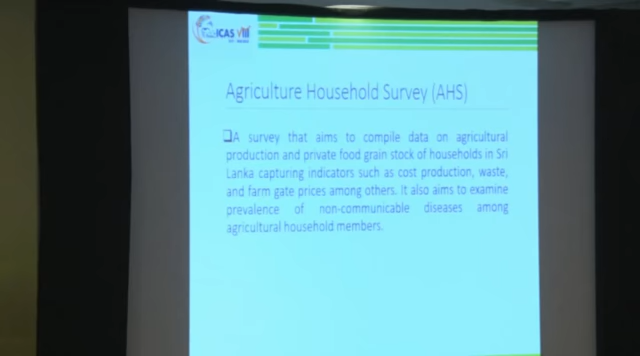 ICAS VIII
Agriculture Household Survey (AHS)
A survey that aims to compile data on agricultural
production and private food grain stock of households in Sri
Lanka capturing indicators such as cost production, waste,
and farm gate prices among others. It also aims to examine
prevalence of non-communicable diseases among
agricultural household members.